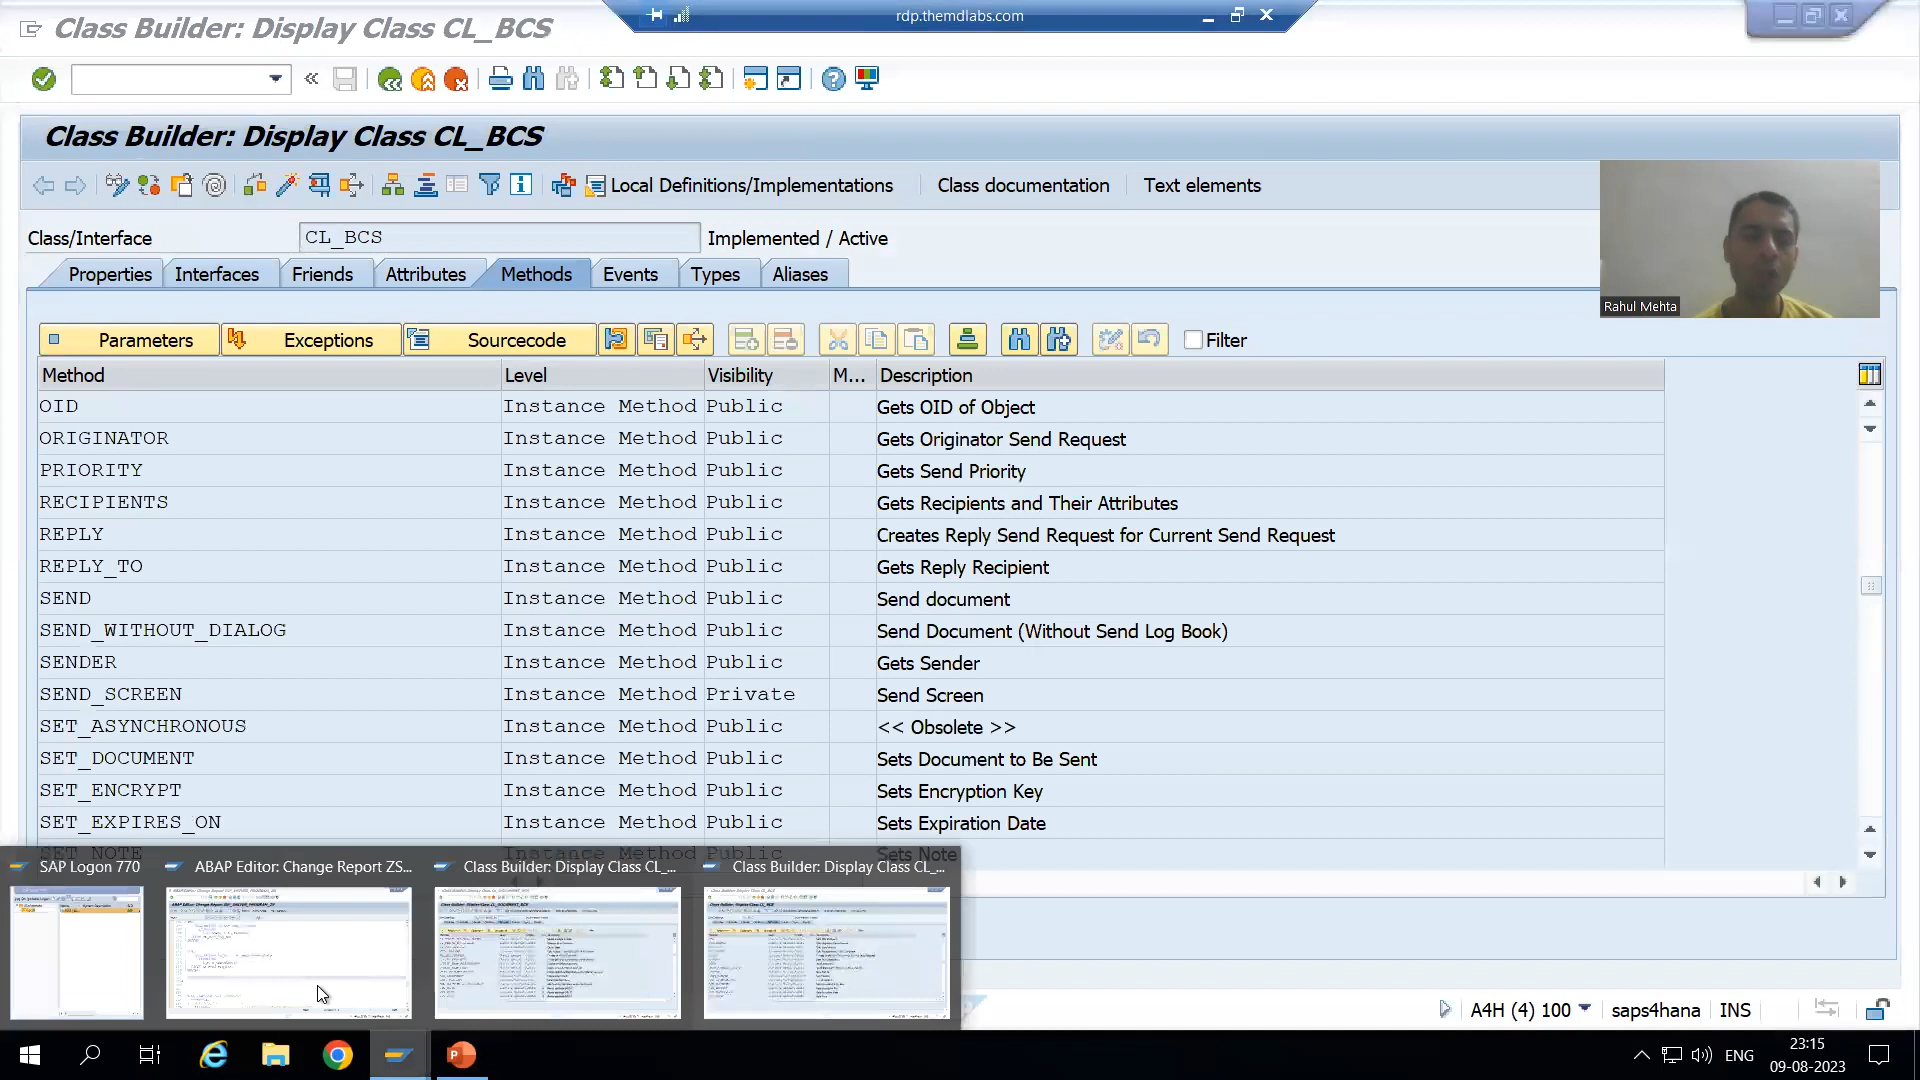 Class Builder: Display Class CL_BCS
rdp.themdlabs.com
Class Builder: Display Class CL_BCS
Local Definitions/Implementations
Class documentation
Text elements
Class/Interface
CL_BCS
Implemented / Active
Properties
Interfaces
Friends
Attributes
Methods
Events
Types
Aliases
Rahul Mehta
Parameters
Exceptions
Sourcecode
Filter
Method Level Visibility M... Description
OID Instance Method Public Gets OID of Object
ORIGINATOR Instance Method Public Gets Originator Send Request
PRIORITY Instance Method Public Gets Send Priority
RECIPIENTS Instance Method Public Gets Recipients and Their Attributes
REPLY Instance Method Public Creates Reply Send Request for Current Send Request
REPLY_TO Instance Method Public Gets Reply Recipient
SEND Instance Method Public Send document
SEND_WITHOUT_DIALOG Instance Method Public Send Document (Without Send Log Book)
SENDER Instance Method Public Gets Sender
SEND_SCREEN Instance Method Private Send Screen
SET_ASYNCHRONOUS Instance Method Public << Obsolete >>
SET_DOCUMENT Instance Method Public Sets Document to Be Sent
SET_ENCRYPT Instance Method Public Sets Encryption Key
SET_EXPIRES_ON Instance Method Public Sets Expiration Date
SET_NOTE Instance Method Public Sets Note
SAP Logon 770
ABAP Editor: Change Report ZS...
Class Builder: Display Class CL_...
Class Builder: Display Class CL_...
A4H (4) 100
saps4hana
INS
ENG
23:15
09-08-2023